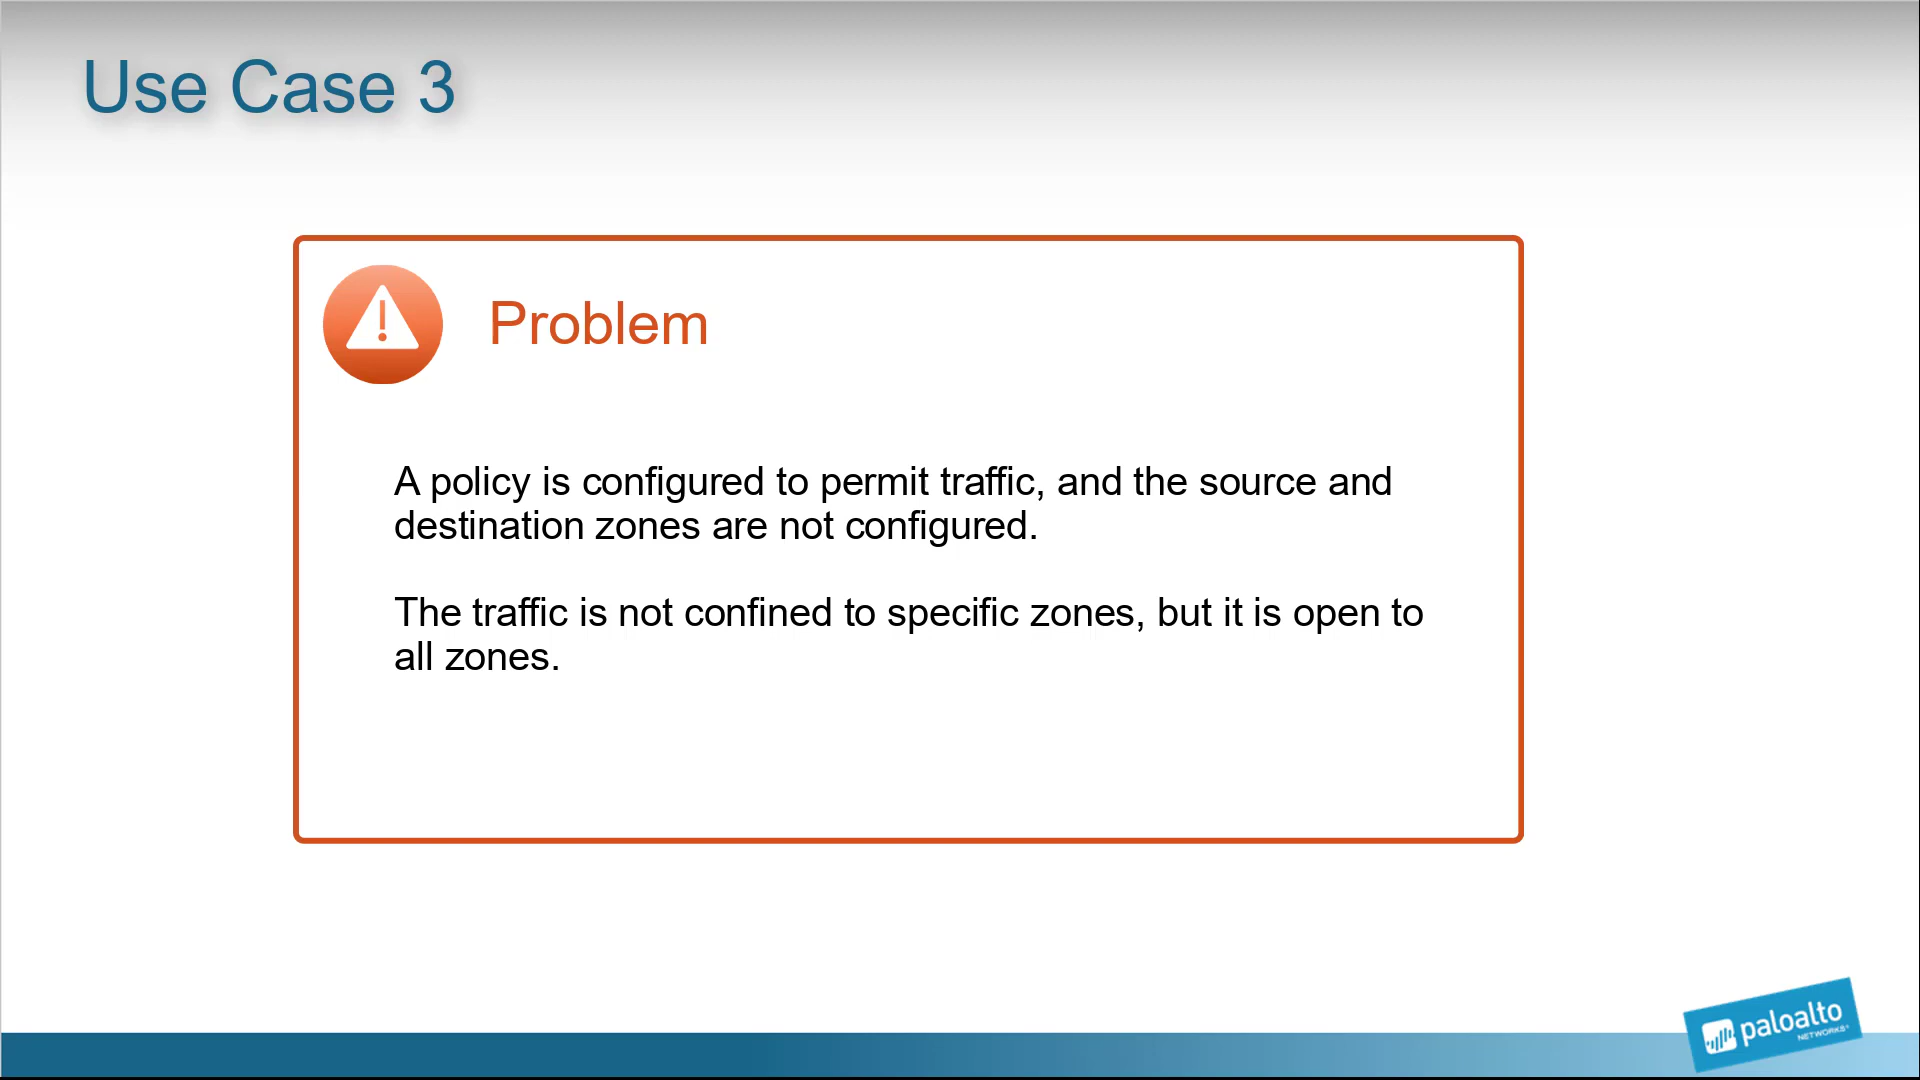 Use Case 3
Problem
A policy is configured to permit traffic, and the source and
destination zones are not configured.
The traffic is not confined to specific zones, but it is open to
all zones.
paloalto
NETWORKS®